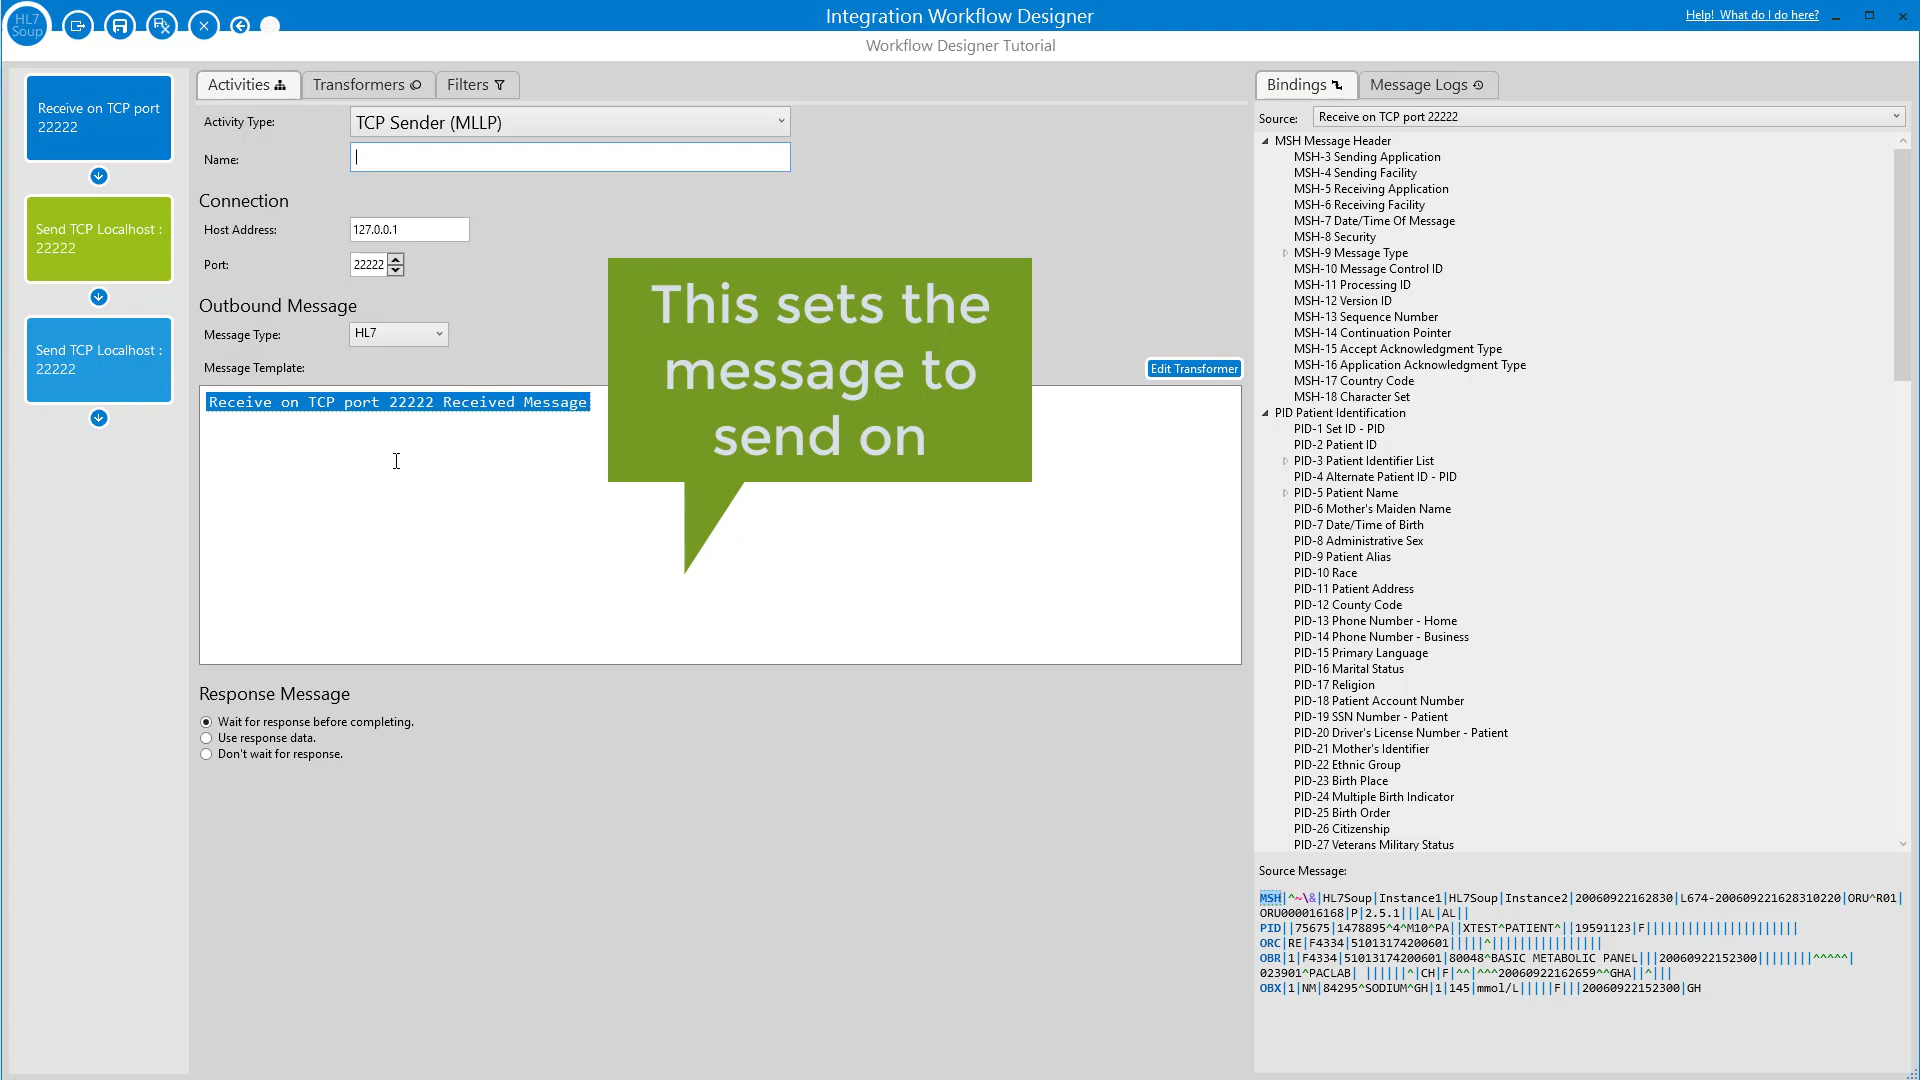 HL7
Soup
Integration Workflow Designer
Help! What do I do here?
Workflow Designer Tutorial
Receive on TCP port
22222
Send TCP Localhost :
22222
Send TCP Localhost :
22222
Activities
Transformers
Filters
Activity Type:
TCP Sender (MLLP)
Name:
Connection
Host Address:
127.0.0.1
Port:
22222
Outbound Message
Message Type:
HL7
Message Template:
Edit Transformer
Receive on TCP port 22222 Received Message
This sets the
message to
send on
Response Message
Wait for response before completing.
Use response data.
Don't wait for response.
Bindings
Message Logs
Source:
Receive on TCP port 22222
MSH Message Header
MSH-3 Sending Application
MSH-4 Sending Facility
MSH-5 Receiving Application
MSH-6 Receiving Facility
MSH-7 Date/Time Of Message
MSH-8 Security
MSH-9 Message Type
MSH-10 Message Control ID
MSH-11 Processing ID
MSH-12 Version ID
MSH-13 Sequence Number
MSH-14 Continuation Pointer
MSH-15 Accept Acknowledgment Type
MSH-16 Application Acknowledgment Type
MSH-17 Country Code
MSH-18 Character Set
PID Patient Identification
PID-1 Set ID - PID
PID-2 Patient ID
PID-3 Patient Identifier List
PID-4 Alternate Patient ID - PID
PID-5 Patient Name
PID-6 Mother's Maiden Name
PID-7 Date/Time of Birth
PID-8 Administrative Sex
PID-9 Patient Alias
PID-10 Race
PID-11 Patient Address
PID-12 County Code
PID-13 Phone Number - Home
PID-14 Phone Number - Business
PID-15 Primary Language
PID-16 Marital Status
PID-17 Religion
PID-18 Patient Account Number
PID-19 SSN Number - Patient
PID-20 Driver's License Number - Patient
PID-21 Mother's Identifier
PID-22 Ethnic Group
PID-23 Birth Place
PID-24 Multiple Birth Indicator
PID-25 Birth Order
PID-26 Citizenship
PID-27 Veterans Military Status
Source Message:
MSH|^~\&|HL7Soup|Instance1|HL7Soup|Instance2|20060922162830|L674-200609221628310220|ORU^R01|
ORU000016168|P|2.5.1|||AL|AL||
PID||75675|1478895^4^M10^PA||XTEST^PATIENT^||19591123|F||||||||||||||||||||||
ORC|RE|F4334|51013174200601|||||^||||||||||||||||
OBR|1|F4334|51013174200601|80048^BASIC METABOLIC PANEL|||20060922152300||||||||^^^^^|
023901^PACLAB| ||||||^|CH|F|^^|^^^20060922162659^^GHA||^|||
OBX|1|NM|84295^SODIUM^GH|1|145|mmol/L|||||F|||20060922152300|GH